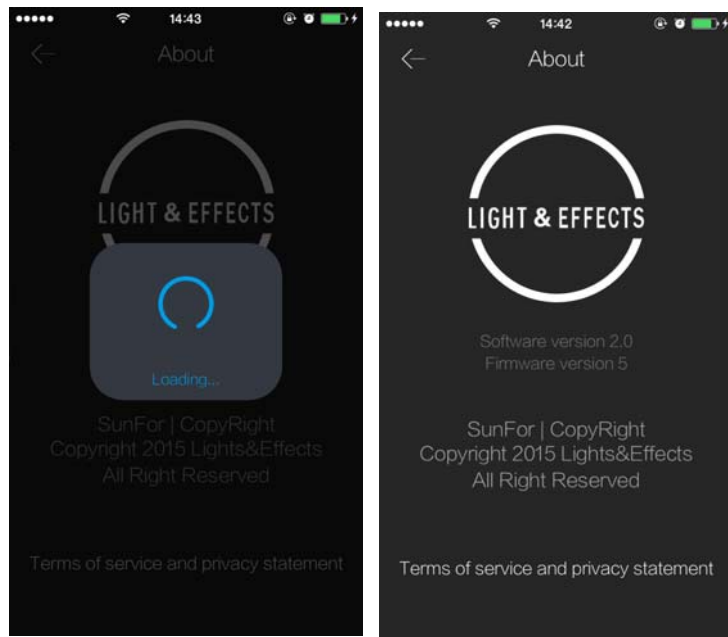 14:43
About
LIGHT & EFFECTS
Loading...
SunFor | CopyRight
Copyright 2015 Lights&Effects
All Right Reserved
Terms of service and privacy statement
14:42
About
LIGHT & EFFECTS
Software version 2.0
Firmware version 5
SunFor | CopyRight
Copyright 2015 Lights&Effects
All Right Reserved
Terms of service and privacy statement